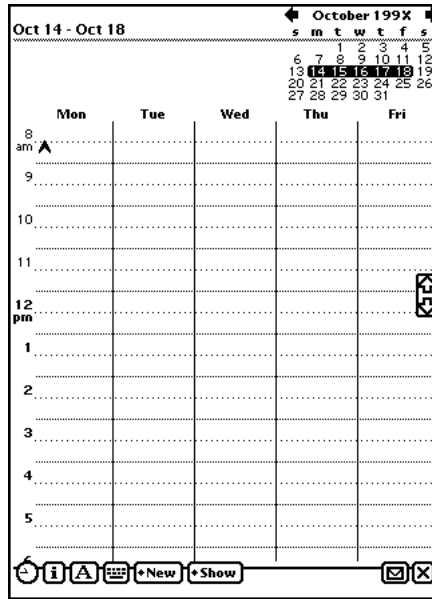 October 199X
Oct 14 - Oct 18
s m t w t f s
1 2 3 4 5
6 7 8 9 10 11 12
13 14 15 16 17 18 19
20 21 22 23 24 25 26
27 28 29 30 31
Mon Tue Wed Thu Fri
8
am
9
10
11
12
pm
1
2
3
4
5
6
i A New Show